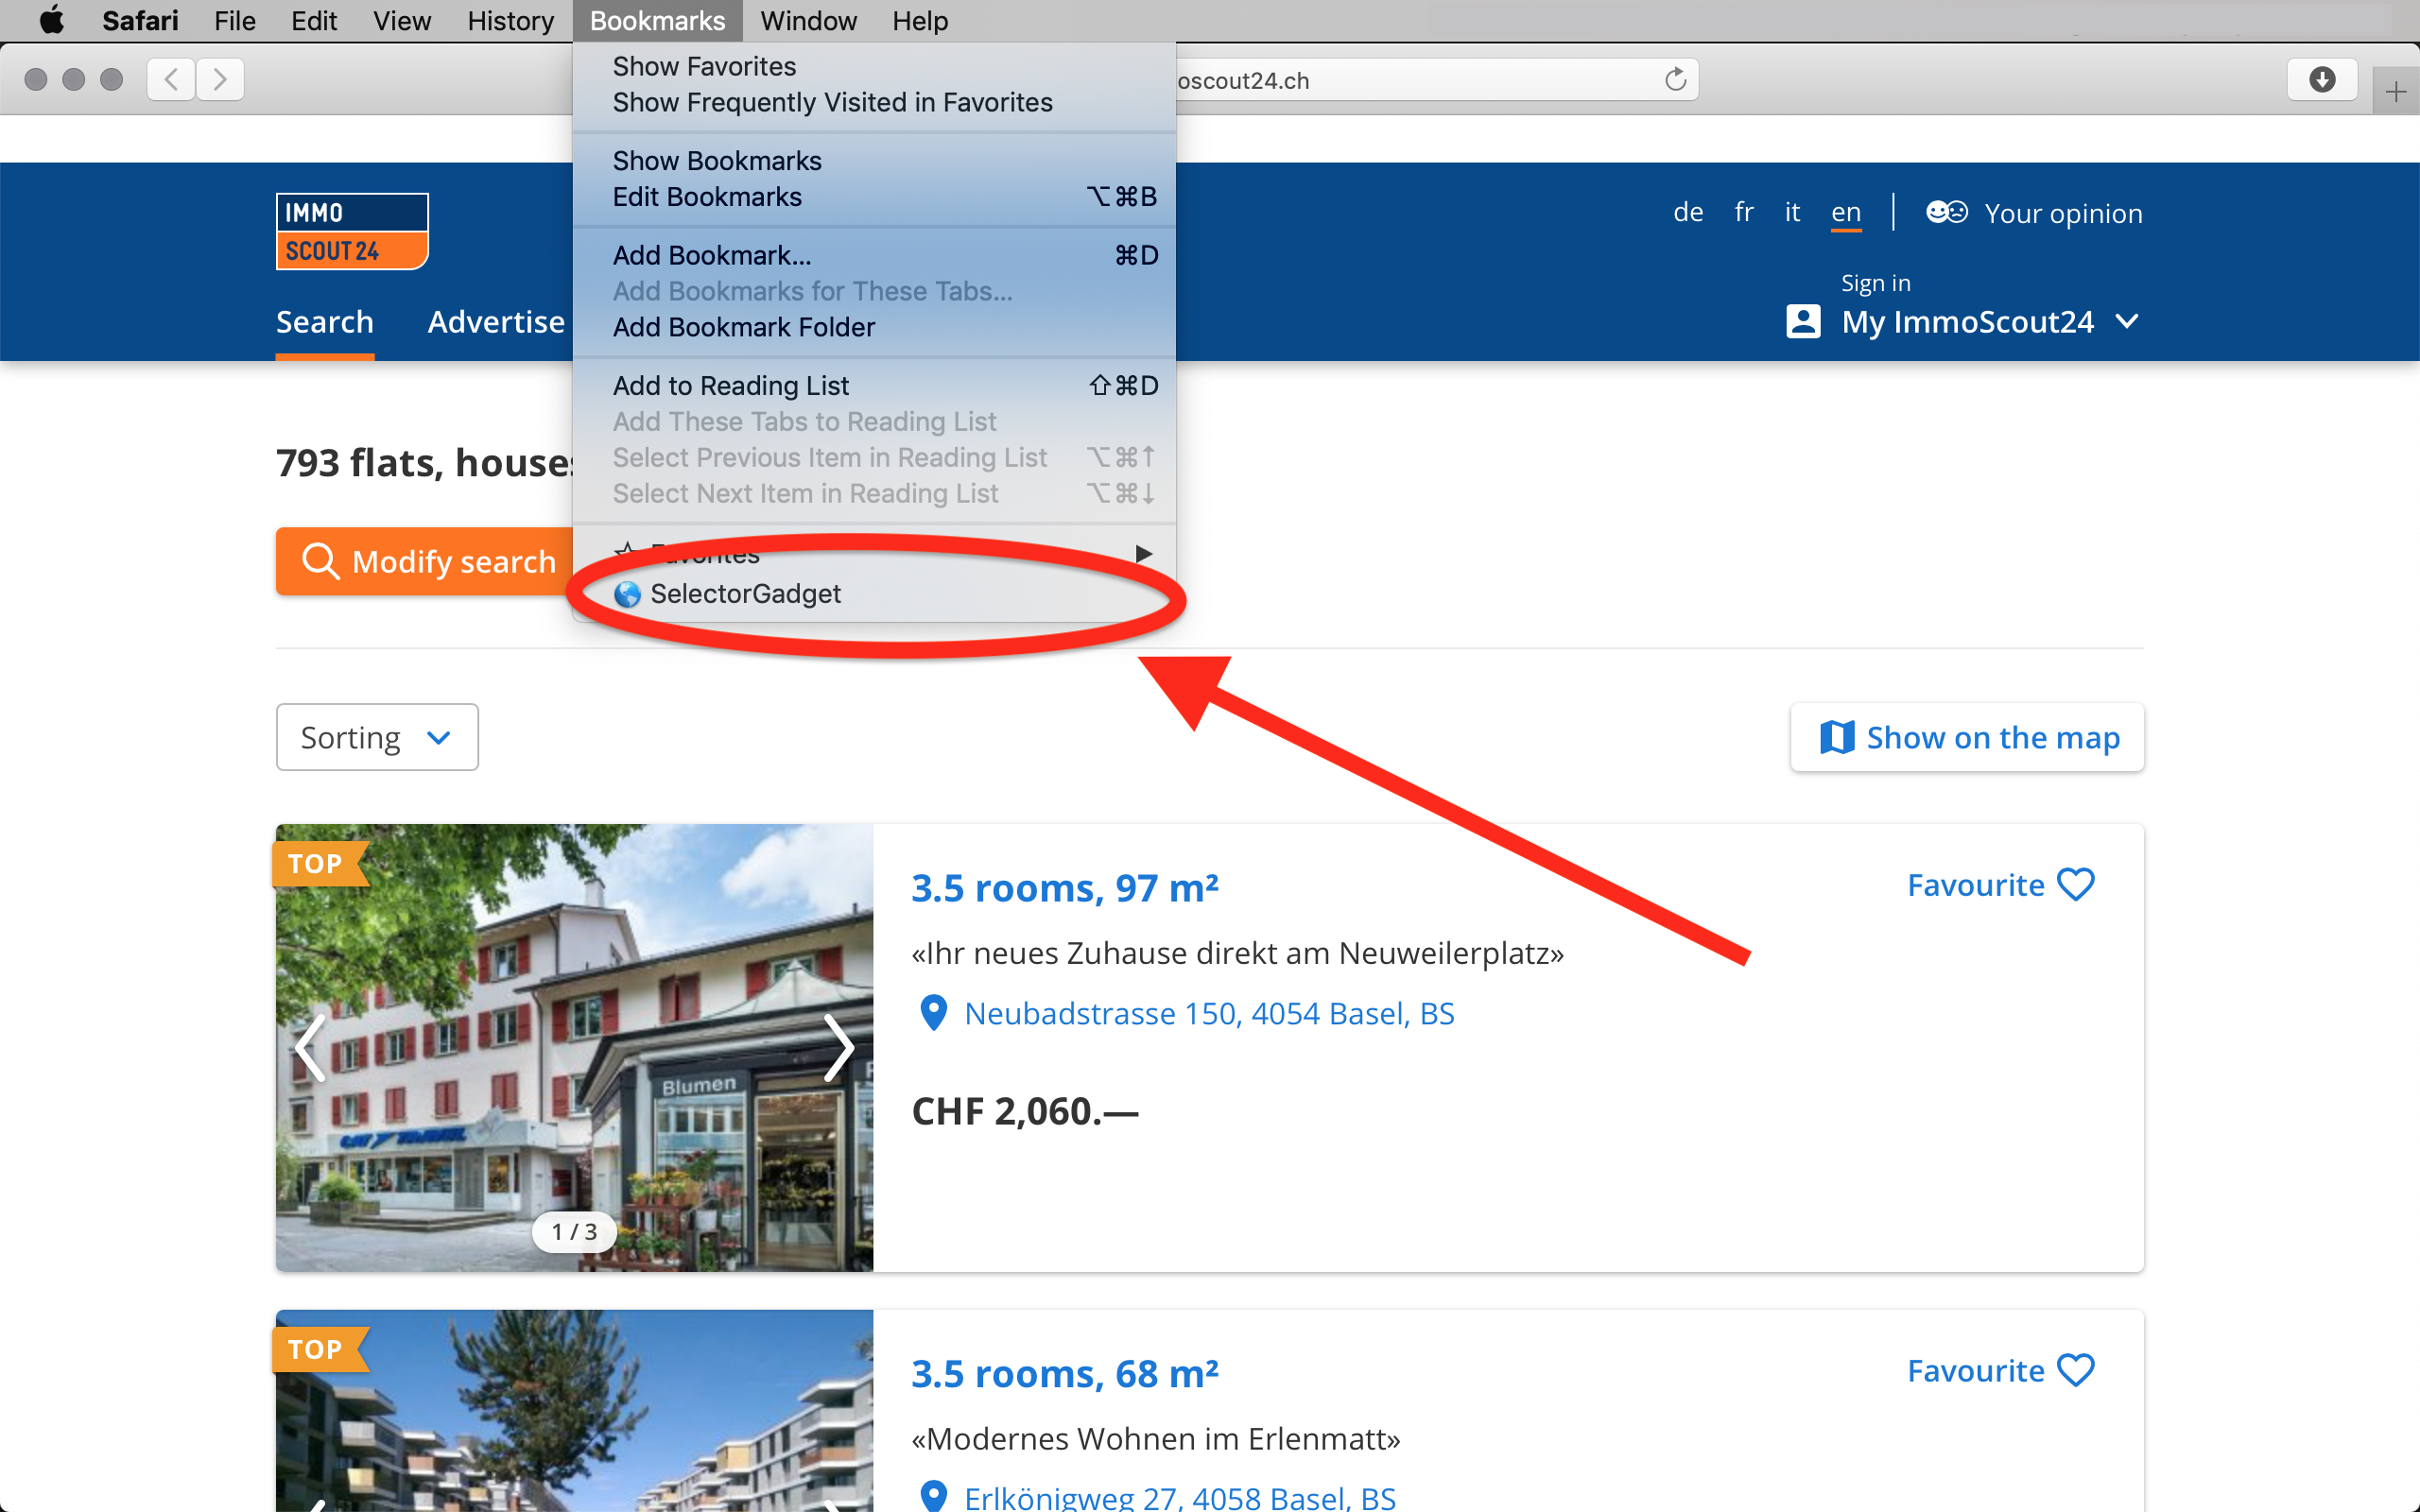 Safari File Edit View History Bookmarks Window Help
oscout24.ch
Show Favorites
Show Frequently Visited in Favorites
Show Bookmarks
Edit Bookmarks ⌥⌘B
Add Bookmark... ⌘D
Add Bookmarks for These Tabs...
Add Bookmark Folder
Add to Reading List ⇧⌘D
Add These Tabs to Reading List
Select Previous Item in Reading List ⌥⌘↑
Select Next Item in Reading List ⌥⌘↓
Favorites
SelectorGadget
IMMO
SCOUT24
de fr it en Your opinion
Sign in
Search Advertise My ImmoScout24
793 flats, houses
Modify search
Sorting Show on the map
TOP
3.5 rooms, 97 m² Favourite
«Ihr neues Zuhause direkt am Neuweilerplatz»
Neubadstrasse 150, 4054 Basel, BS
CHF 2,060.—
Blumen
1 / 3
TOP
3.5 rooms, 68 m² Favourite
«Modernes Wohnen im Erlenmatt»
Erlkönigweg 27, 4058 Basel, BS